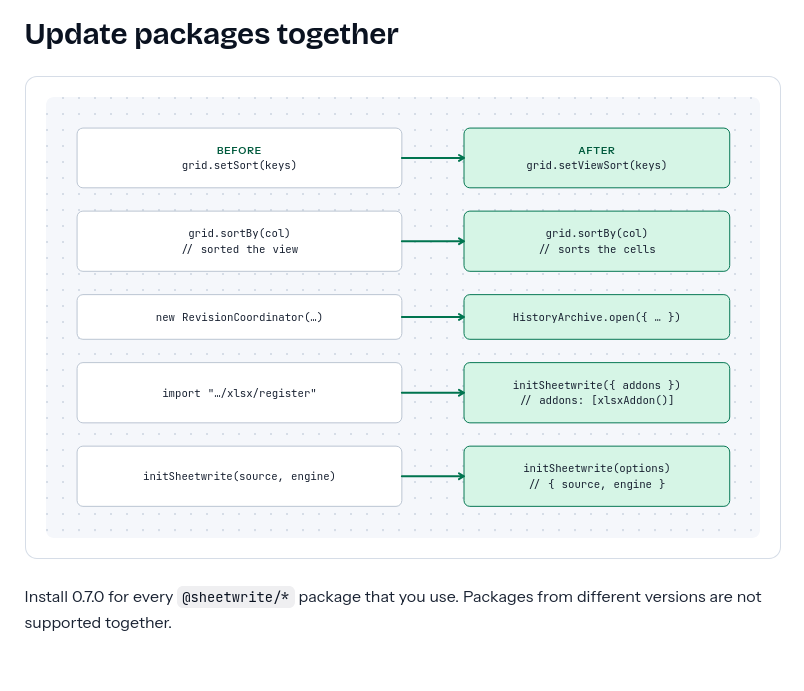 Update packages together
BEFORE
grid.setSort(keys)
AFTER
grid.setViewSort(keys)
grid.sortBy(col)
// sorted the view
grid.sortBy(col)
// sorts the cells
new RevisionCoordinator(…)
HistoryArchive.open({ … })
import "…/xlsx/register"
initSheetwrite({ addons })
// addons: [xlsxAddon()]
initSheetwrite(source, engine)
initSheetwrite(options)
// { source, engine }
Install 0.7.0 for every @sheetwrite/* package that you use. Packages from different versions are not
supported together.